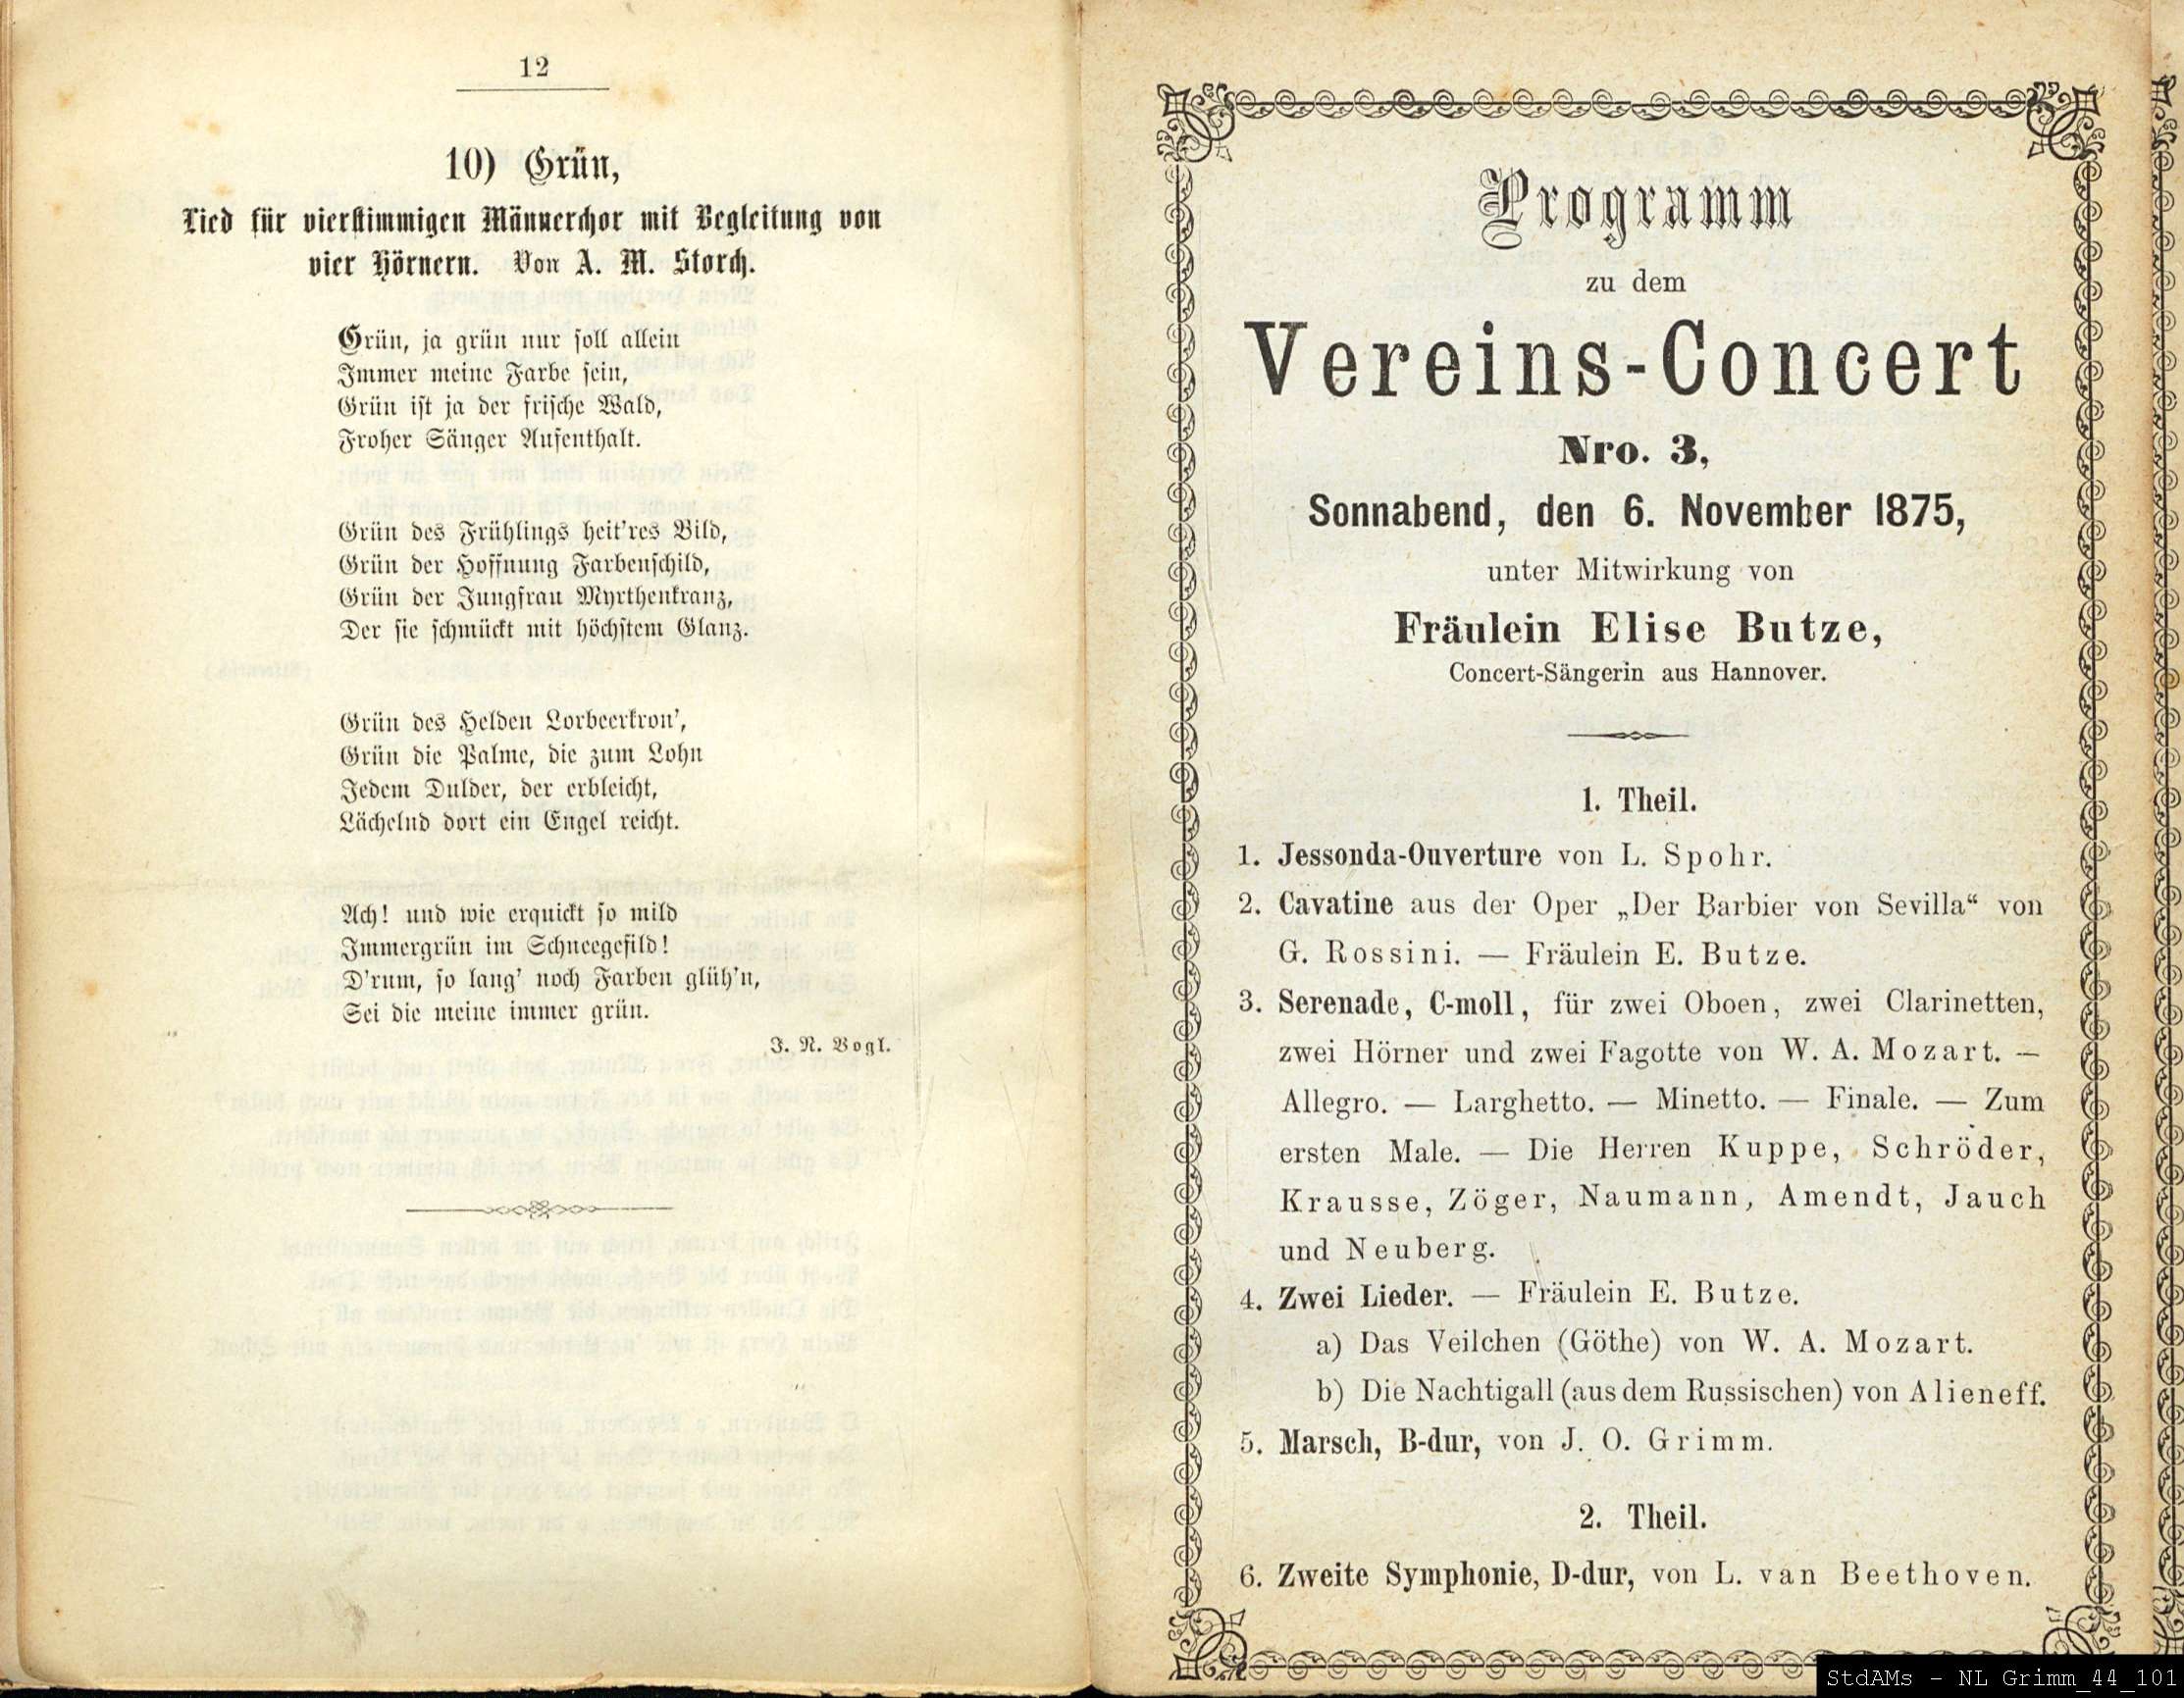 12
10) Grün,
Lied für vierstimmigen Männerchor mit Begleitung von
vier Hörnern. Von A. M. Storch.
Grün, ja grün nur soll allein
Immer meine Farbe sein,
Grün ist ja der frische Wald,
Froher Sänger Aufenthalt.
Grün des Frühlings heit'res Bild,
Grün der Hoffnung Farbenschild,
Grün der Jungfrau Myrthenkranz,
Der sie schmückt mit höchstem Glanz.
Grün des Helden Lorbeerkron',
Grün die Palme, die zum Lohn
Jedem Dulder, der erbleicht,
Lächelnd dort ein Engel reicht.
Ach! und wie erquickt so mild
Immergrün im Schneegefild!
D'rum, so lang' noch Farben glüh'n,
Sei die meine immer grün.
J. N. Vogl.
Programm
zu dem
Vereins-Concert
Nro. 3,
Sonnabend, den 6. November 1875,
unter Mitwirkung von
Fräulein Elise Butze,
Concert-Sängerin aus Hannover.
1. Theil.
1. Jessonda-Ouverture von L. Spohr.
2. Cavatine aus der Oper „Der Barbier von Sevilla“ von
G. Rossini. — Fräulein E. Butze.
3. Serenade, C-moll, für zwei Oboen, zwei Clarinetten,
zwei Hörner und zwei Fagotte von W. A. Mozart. —
Allegro. — Larghetto. — Minetto. — Finale. — Zum
ersten Male. — Die Herren Kuppe, Schröder,
Krausse, Zöger, Naumann, Amendt, Jauch
und Neuberg.
4. Zwei Lieder. — Fräulein E. Butze.
a) Das Veilchen (Göthe) von W. A. Mozart.
b) Die Nachtigall (aus dem Russischen) von Alieneff.
5. Marsch, B-dur, von J. O. Grimm.
2. Theil.
6. Zweite Symphonie, D-dur, von L. van Beethoven.
StdAMs - NL Grimm_44_101